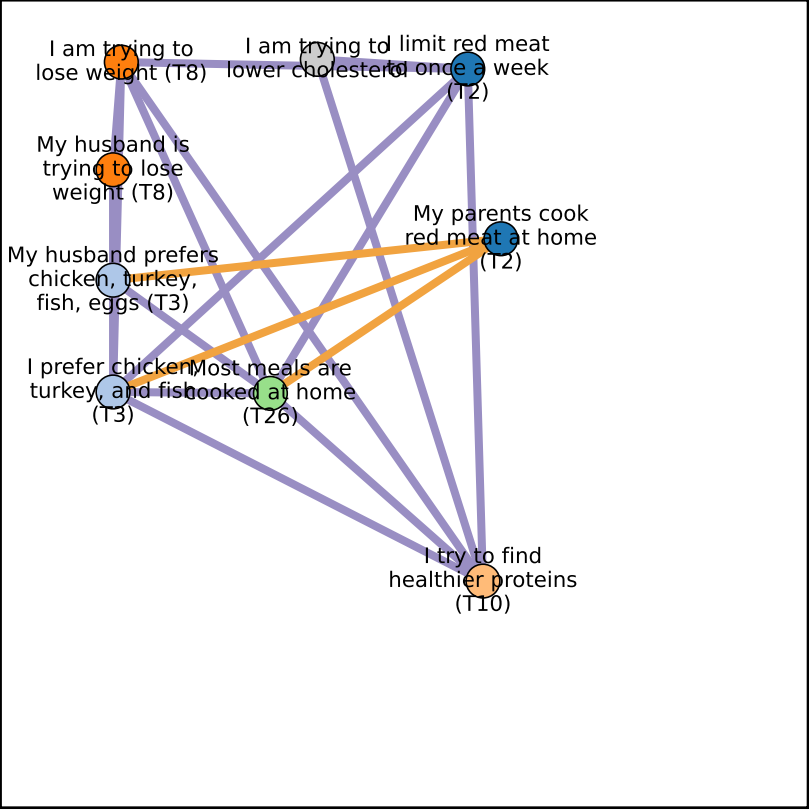 I am trying to
lose weight (T8)
I am trying to
lower cholesterol
I limit red meat
to once a week
(T2)
My husband is
trying to lose
weight (T8)
My parents cook
red meat at home
(T2)
My husband prefers
chicken, turkey,
fish, eggs (T3)
I prefer chicken,
turkey, and fish
(T3)
Most meals are
cooked at home
(T26)
I try to find
healthier proteins
(T10)